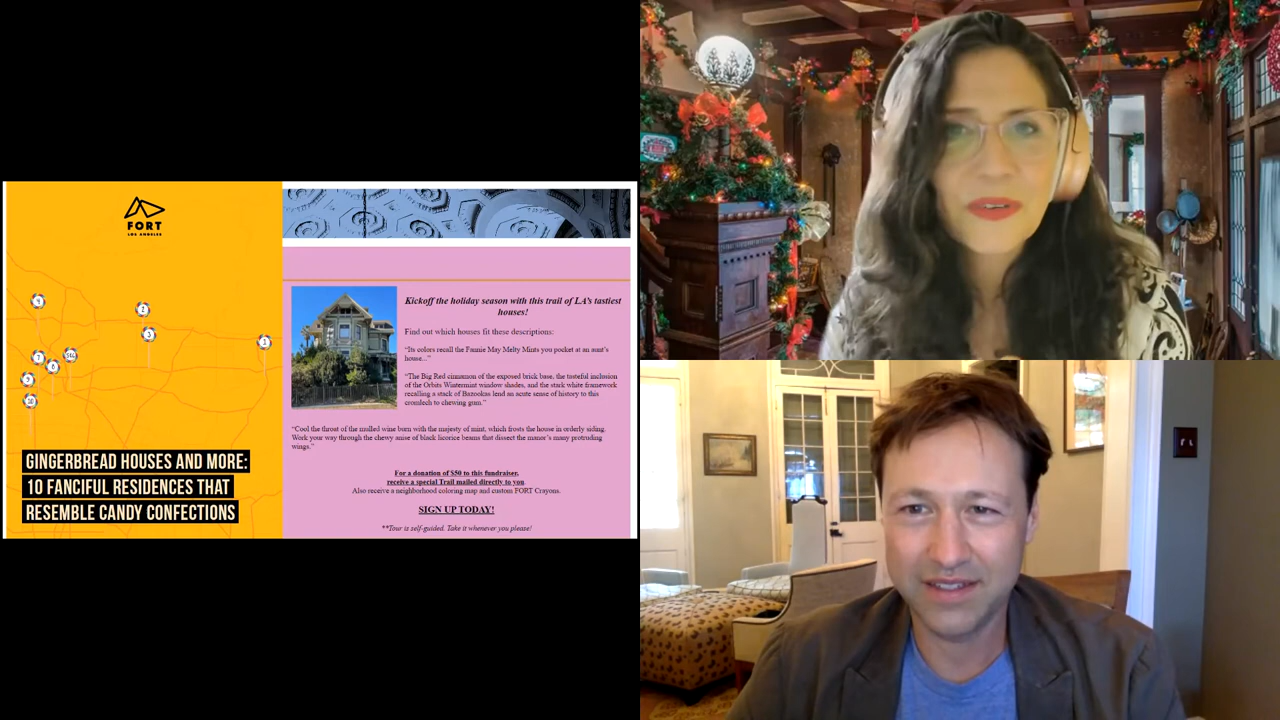 FORT
LOS ANGELES
GINGERBREAD HOUSES AND MORE:
10 FANCIFUL RESIDENCES THAT
RESEMBLE CANDY CONFECTIONS
Kickoff the holiday season with this trail of LA's tastiest
houses!
Find out which houses fit these descriptions:
"Its colors recall the Fannie May Melty Mints you pocket at an aunt's
house..."
"The Big Red cinnamon of the exposed brick base, the tasteful inclusion
of the Orbits Wintermint window shades, and the stark white framework
recalling a stack of Bazookas lend an acute sense of history to this
cromlech to chewing gum."
"Cool the throat of the mulled wine burn with the majesty of mint, which frosts the house in orderly siding.
Work your way through the chewy anise of black licorice beams that dissect the manor's many protruding
wings."
For a donation of $50 to this fundraiser,
receive a special Trail mailed directly to you.
Also receive a neighborhood coloring map and custom FORT Crayons.
SIGN UP TODAY!
**Tour is self-guided. Take it whenever you please!